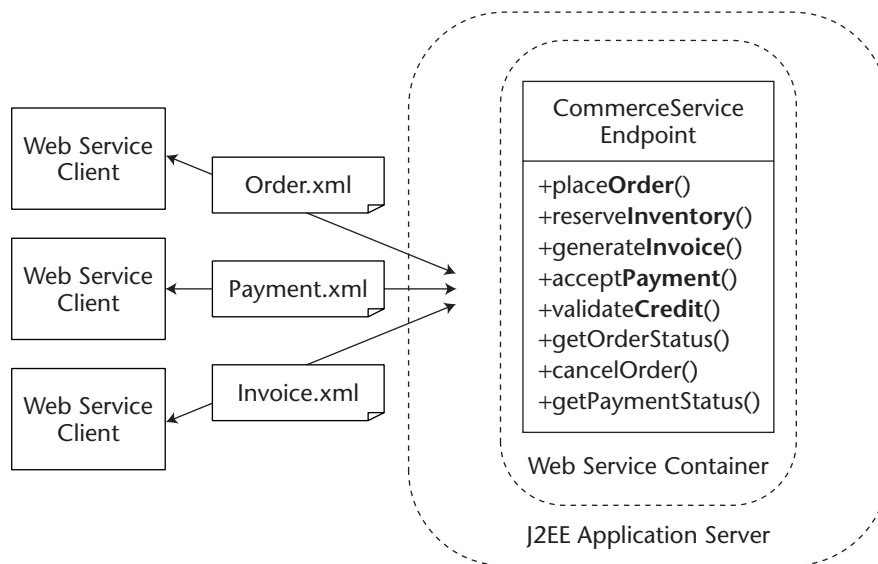 Web Service
Client
Order.xml
Web Service
Client
Payment.xml
Web Service
Client
Invoice.xml
CommerceService
Endpoint
+placeOrder()
+reserveInventory()
+generateInvoice()
+acceptPayment()
+validateCredit()
+getOrderStatus()
+cancelOrder()
+getPaymentStatus()
Web Service Container
J2EE Application Server